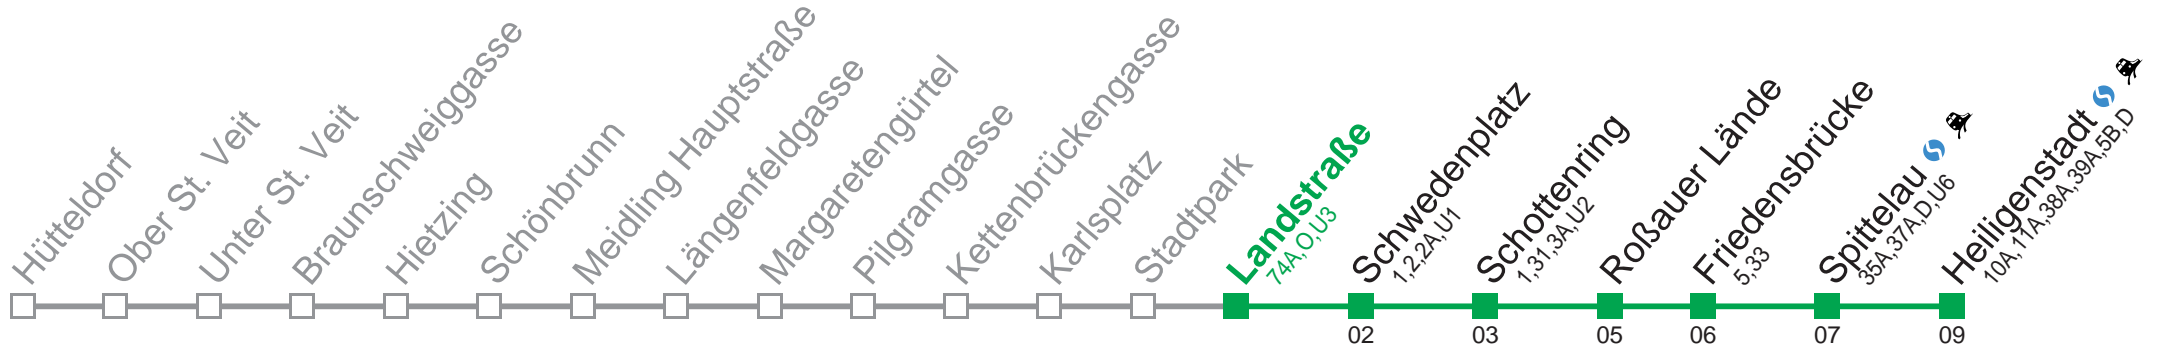 Hütteldorf
Ober St. Veit
Unter St. Veit
Braunschweiggasse
Hietzing
Schönbrunn
Meidling Hauptstraße
Längenfeldgasse
Margaretengürtel
Pilgramgasse
Kettenbrückengasse
Karlsplatz
Stadtpark
Landstraße
74A,O,U3
Schwedenplatz
1,2,2A,U1
02
Schottenring
1,31,3A,U2
03
Roßauer Lände
05
Friedensbrücke
5,33
06
Spittelau
35A,37A,D,U6
07
Heiligenstadt
10A,11A,38A,39A,5B,D
09